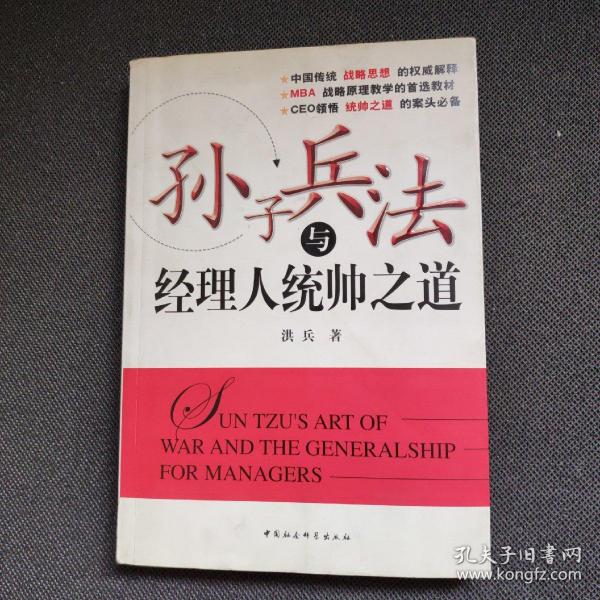 ★中国传统 战略思想 的权威解释
★MBA 战略原理教学的首选教材
★CEO领悟 统帅之道 的案头必备
孙子兵法
与
经理人统帅之道
洪兵 著
SUN TZU'S ART OF
WAR AND THE GENERALSHIP
FOR MANAGERS
中国社会科学出版社
孔夫子旧书网
www.kongfz.com